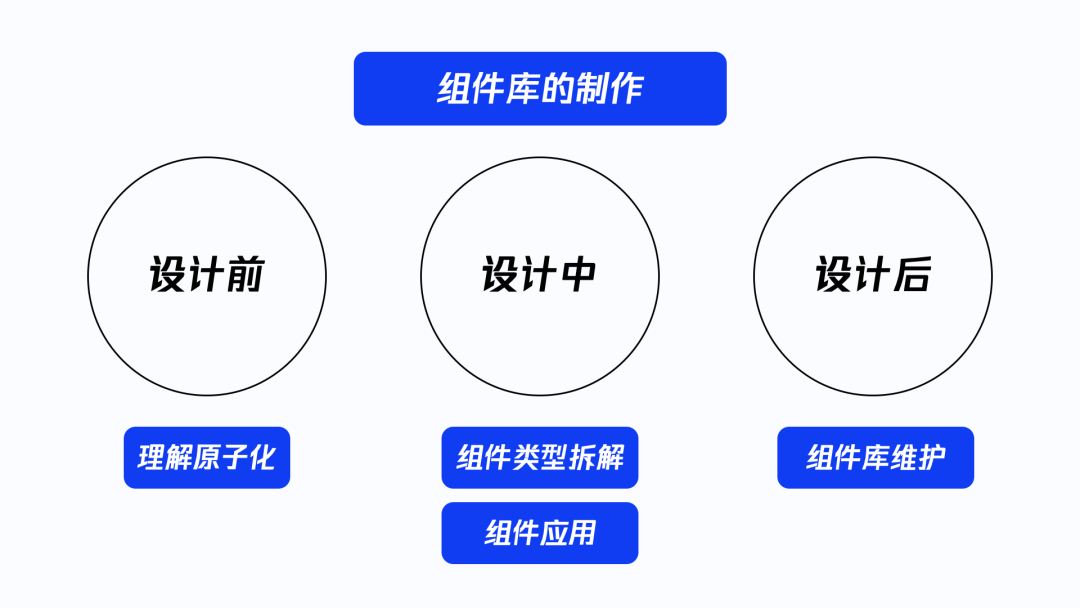 组件库的制作
设计前
设计中
设计后
理解原子化
组件类型拆解
组件库维护
组件应用